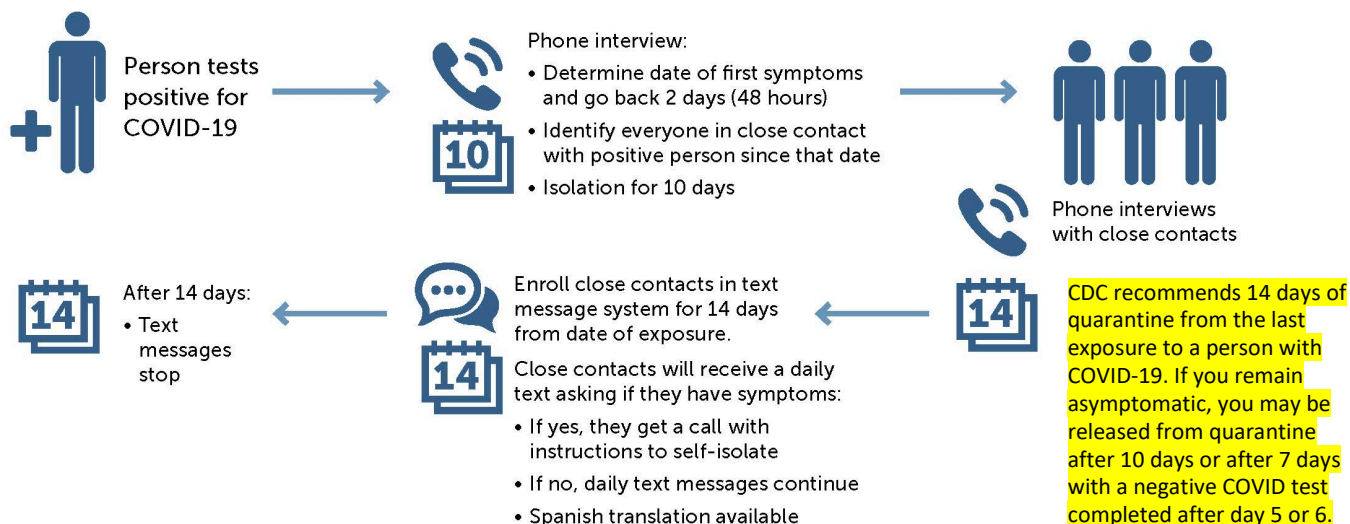 Person tests
positive for
COVID-19
Phone interview:
• Determine date of first symptoms
and go back 2 days (48 hours)
• Identify everyone in close contact
with positive person since that date
• Isolation for 10 days
10
Phone interviews
with close contacts
14
CDC recommends 14 days of
quarantine from the last
exposure to a person with
COVID-19. If you remain
asymptomatic, you may be
released from quarantine
after 10 days or after 7 days
with a negative COVID test
completed after day 5 or 6.
Enroll close contacts in text
message system for 14 days
from date of exposure.
14
Close contacts will receive a daily
text asking if they have symptoms:
• If yes, they get a call with
instructions to self-isolate
• If no, daily text messages continue
• Spanish translation available
14
After 14 days:
• Text
messages
stop